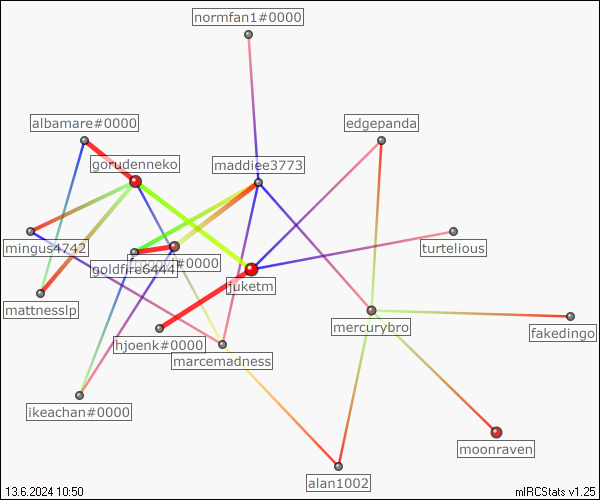 normfan1#0000
albamare#0000
edgepanda
gorudenneko
maddiee3773
mingus4742
turtelious
goldfire6444
#0000
juketm
mattnesslp
mercurybro
fakedingo
hjoenk#0000
marcemadness
ikeachan#0000
moonraven
alan1002
13.6.2024 10:50
mIRCStats v1.25